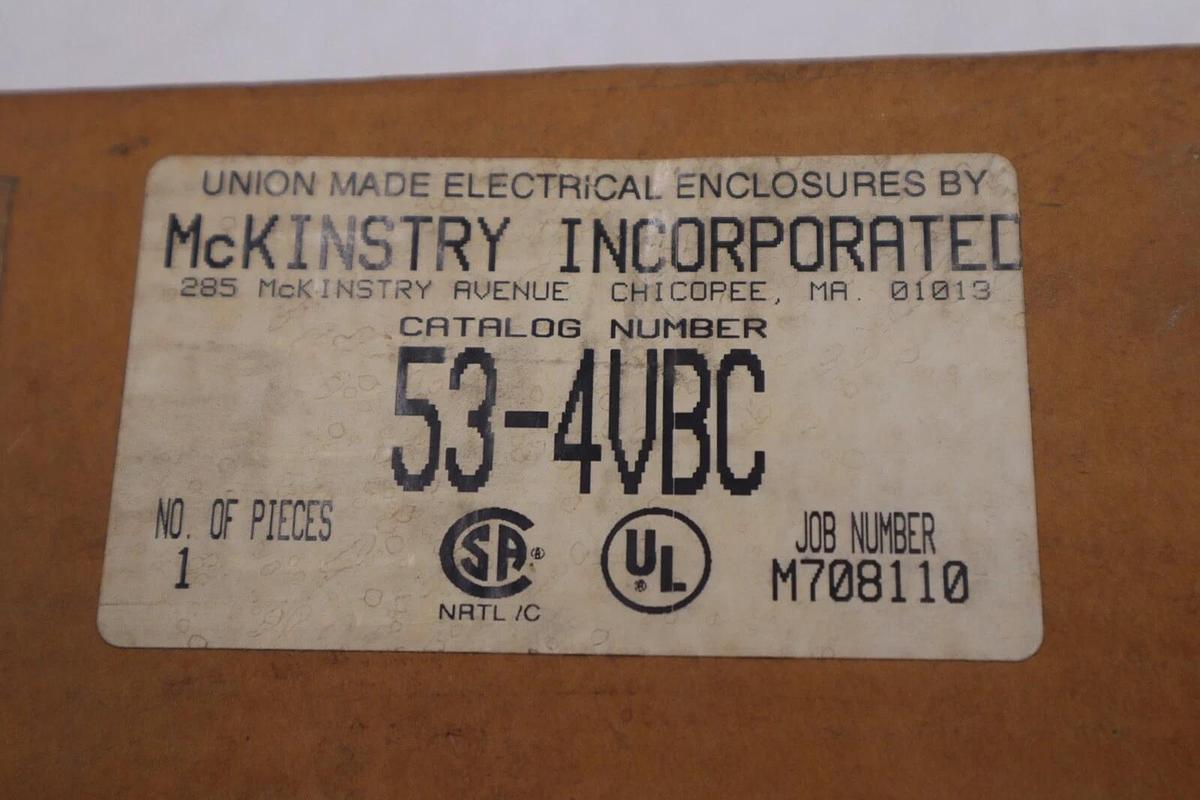 UNION MADE ELECTRICAL ENCLOSURES BY
McKINSTRY INCORPORATED
285 McKINSTRY AVENUE CHICOPEE, MA. 01013
CATALOG NUMBER
53-4VBC
NO. OF PIECES
1
CSA ®
NRTL/C
UL ®
JOB NUMBER
M708110